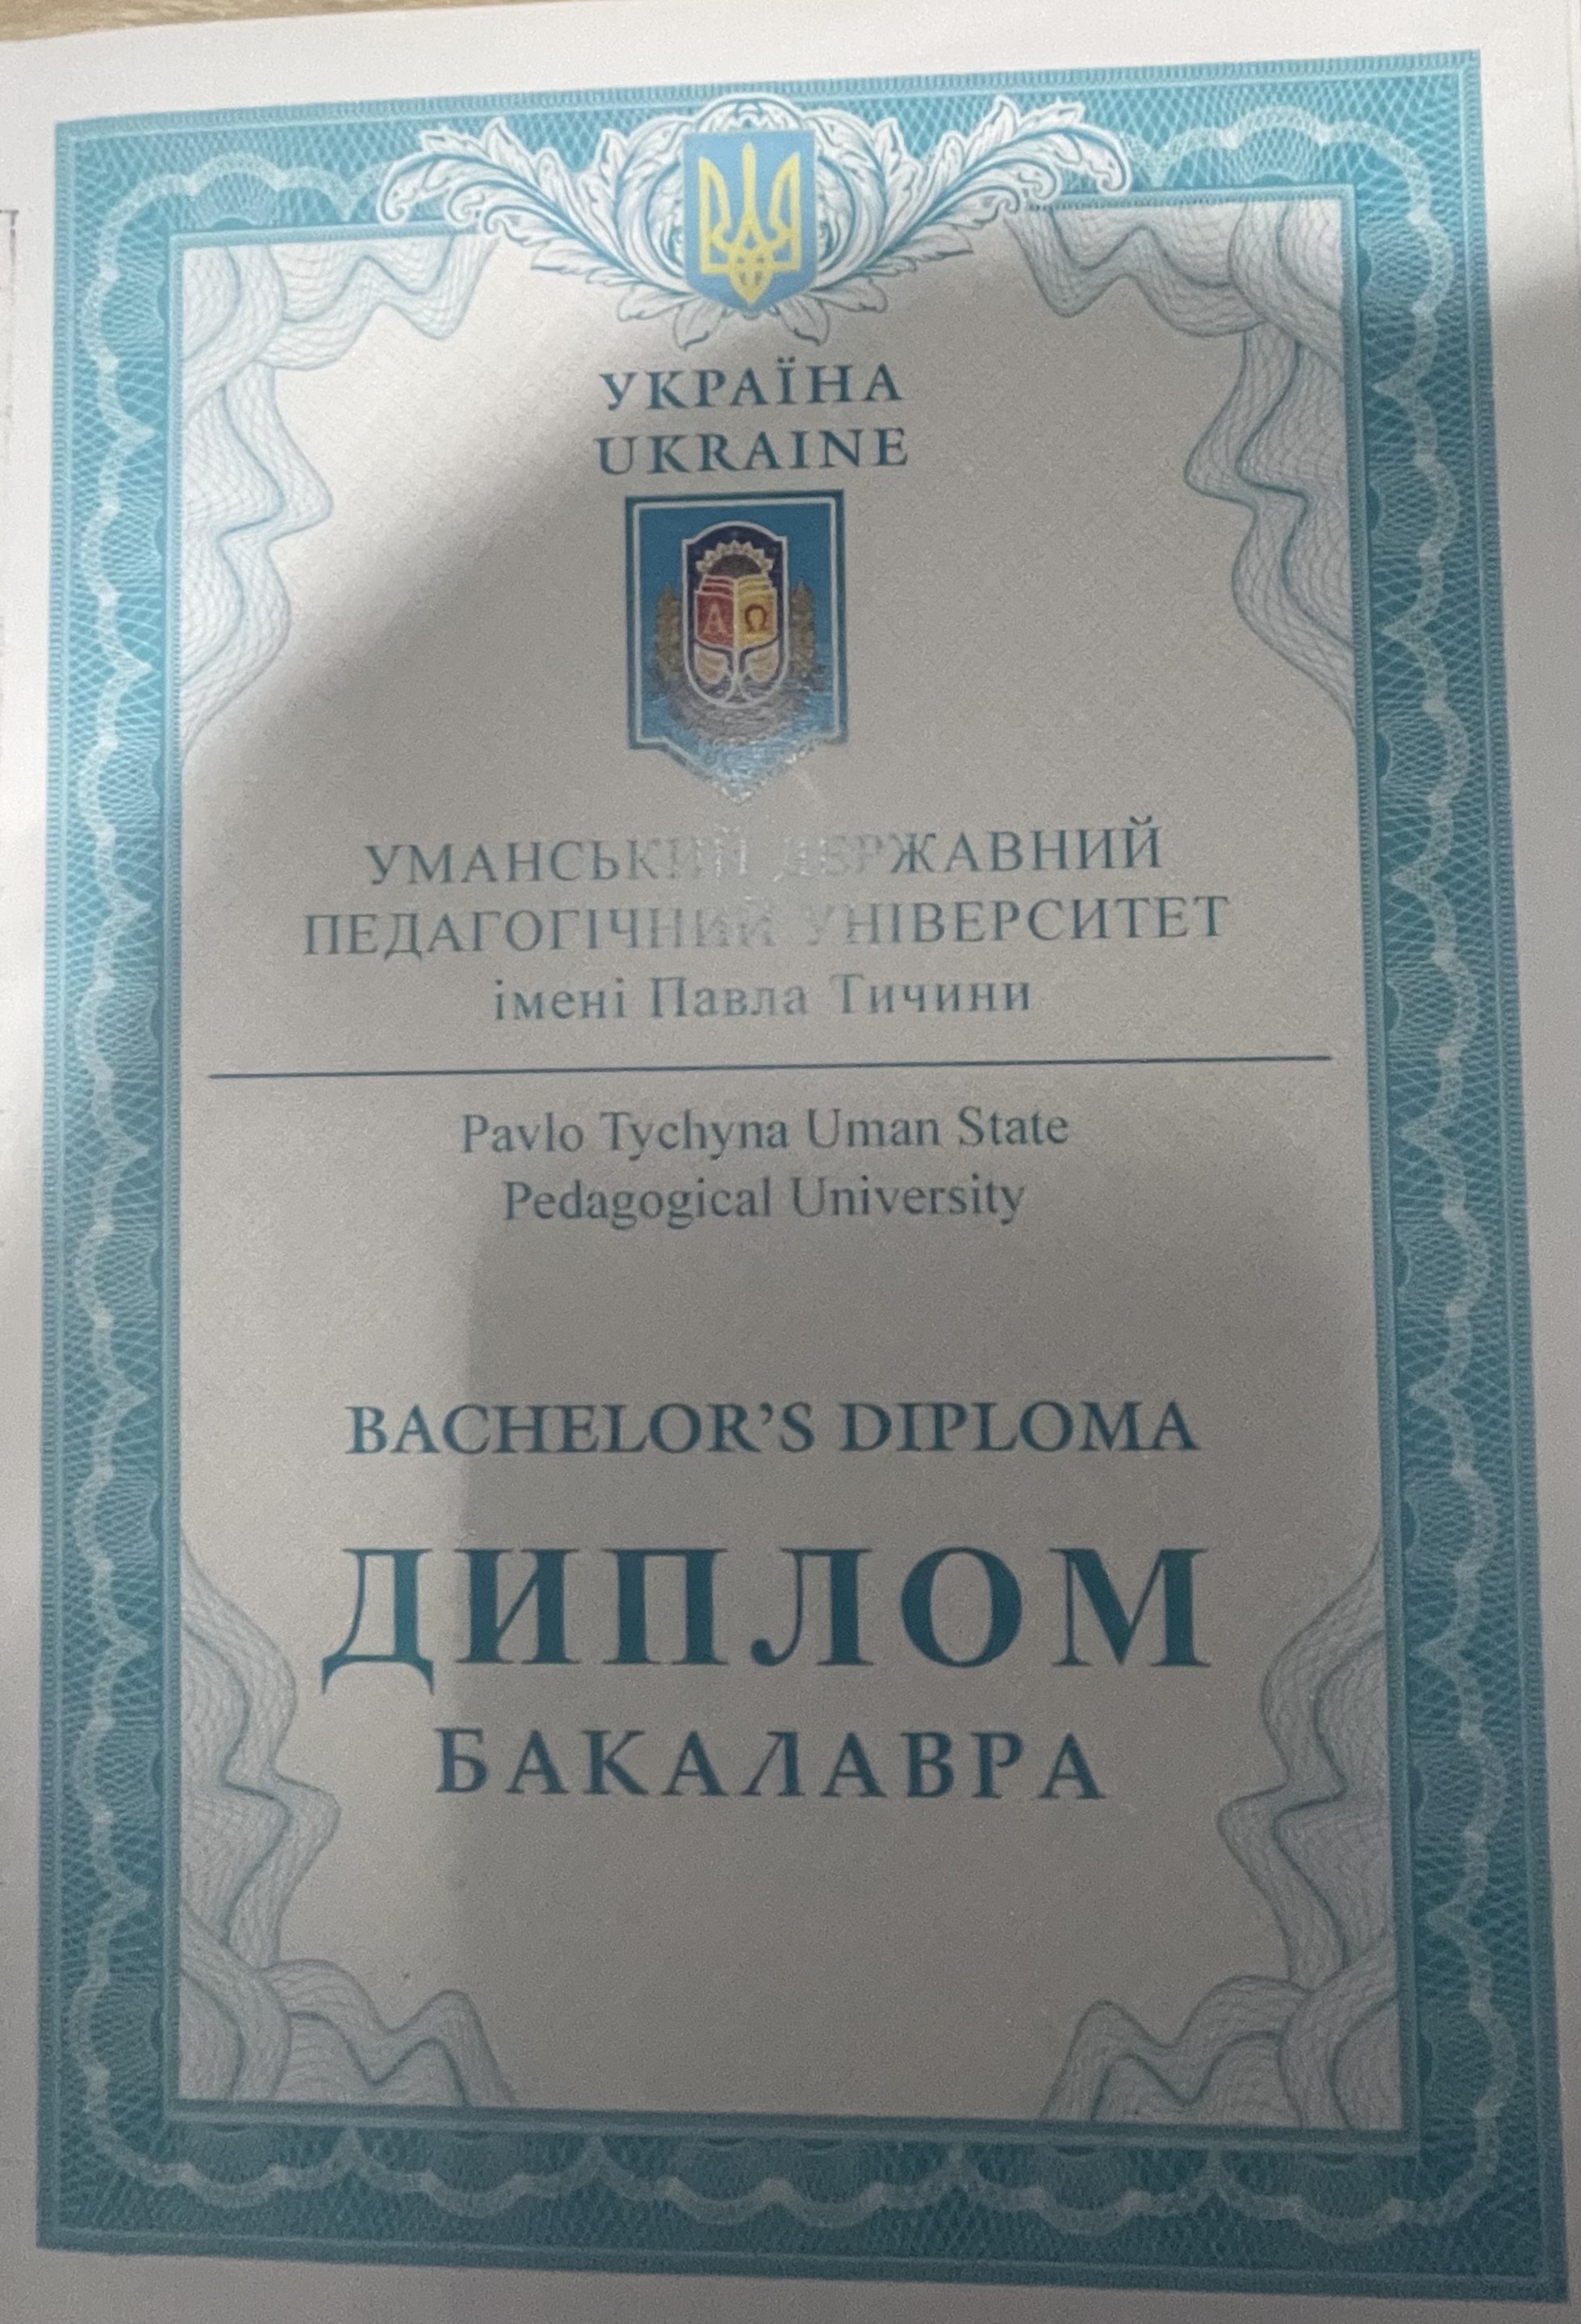 УКРАЇНА
UKRAINE
А Ω
УМАНСЬКИЙ ДЕРЖАВНИЙ
ПЕДАГОГІЧНИЙ УНІВЕРСИТЕТ
імені Павла Тичини
Pavlo Tychyna Uman State
Pedagogical University
BACHELOR’S DIPLOMA
ДИПЛОМ
БАКАЛАВРА